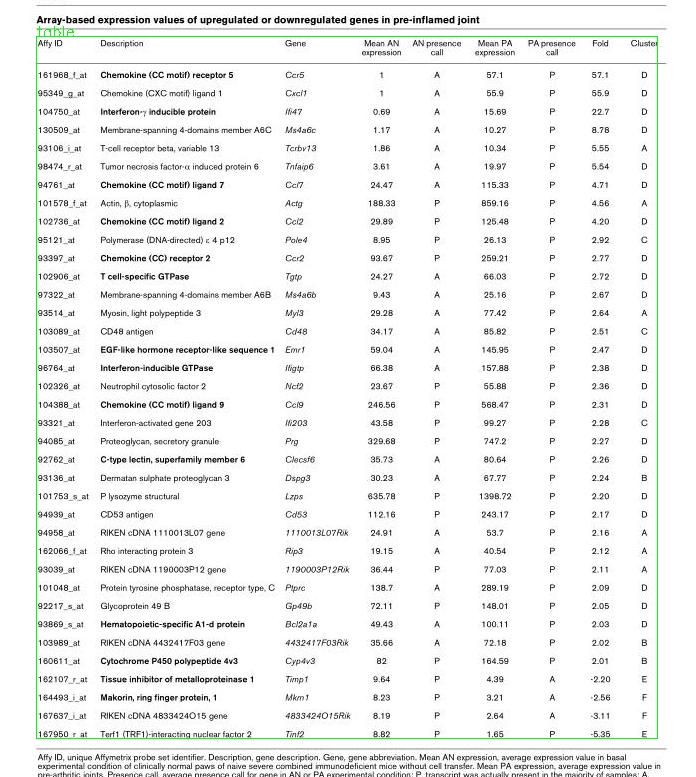 Array-based expression values of upregulated or downregulated genes in pre-inflamed joint
table
Affy ID Description Gene Mean AN expression AN presence call Mean PA expression PA presence call Fold Cluster
161968_f_at Chemokine (CC motif) receptor 5 Ccr5 1 A 57.1 P 57.1 D
95349_g_at Chemokine (CXC motif) ligand 1 Cxcl1 1 A 55.9 P 55.9 D
104750_at Interferon-γ inducible protein Ifi47 0.69 A 15.69 P 22.7 D
130509_at Membrane-spanning 4-domains member A6C Ms4a6c 1.17 A 10.27 P 8.78 D
93106_i_at T-cell receptor beta, variable 13 Tcrbv13 1.86 A 10.34 P 5.55 A
98474_r_at Tumor necrosis factor-α induced protein 6 Tnfaip6 3.61 A 19.97 P 5.54 D
94761_at Chemokine (CC motif) ligand 7 Ccl7 24.47 A 115.33 P 4.71 D
101578_f_at Actin, β, cytoplasmic Actg 188.33 P 859.16 P 4.56 A
102736_at Chemokine (CC motif) ligand 2 Ccl2 29.89 A 125.48 P 4.20 D
95121_at Polymerase (DNA-directed) ε 4 p12 Pole4 8.95 P 26.13 P 2.92 C
93397_at Chemokine (CC) receptor 2 Ccr2 93.67 P 259.21 P 2.77 D
102906_at T cell-specific GTPase Tgtp 24.27 A 66.03 P 2.72 D
97322_at Membrane-spanning 4-domains member A6B Ms4a6b 9.43 A 25.16 P 2.67 D
93514_at Myosin, light polypeptide 3 Myl3 29.28 A 77.42 P 2.64 A
103089_at CD48 antigen Cd48 34.17 A 85.82 P 2.51 C
103507_at EGF-like hormone receptor-like sequence 1 Emr1 59.04 A 145.95 P 2.47 D
96764_at Interferon-inducible GTPase Ifigtp 66.38 A 157.88 P 2.38 D
102326_at Neutrophil cytosolic factor 2 Ncf2 23.67 P 55.88 P 2.36 D
104388_at Chemokine (CC motif) ligand 9 Ccl9 246.56 P 568.47 P 2.31 D
93321_at Interferon-activated gene 203 Ifi203 43.58 P 99.27 P 2.28 C
94085_at Proteoglycan, secretory granule Prg 329.68 P 747.2 P 2.27 D
92762_at C-type lectin, superfamily member 6 Clecsf6 35.73 A 80.64 P 2.26 D
93136_at Dermatan sulphate proteoglycan 3 Dspg3 30.23 A 67.77 P 2.24 B
101753_s_at P lysozyme structural Lzps 635.78 P 1398.72 P 2.20 D
94939_at CD53 antigen Cd53 112.16 P 243.17 P 2.17 D
94958_at RIKEN cDNA 1110013L07 gene 1110013L07Rik 24.91 A 53.7 P 2.16 A
162066_f_at Rho interacting protein 3 Rip3 19.15 A 40.54 P 2.12 A
93039_at RIKEN cDNA 1190003P12 gene 1190003P12Rik 36.44 A 77.03 P 2.11 A
101048_at Protein tyrosine phosphatase, receptor type, C Ptprc 138.7 A 289.19 P 2.09 D
92217_s_at Glycoprotein 49 B Gp49b 72.11 P 148.01 P 2.05 D
93869_s_at Hematopoietic-specific A1-d protein Bcl2a1a 49.43 A 100.11 P 2.03 D
103989_at RIKEN cDNA 4432417F03 gene 4432417F03Rik 35.66 A 72.18 P 2.02 B
160611_at Cytochrome P450 polypeptide 4v3 Cyp4v3 82 P 164.59 P 2.01 B
162107_r_at Tissue inhibitor of metalloproteinase 1 Timp1 9.64 P 4.39 A -2.20 E
164493_i_at Makorin, ring finger protein, 1 Mkrn1 8.23 P 3.21 A -2.56 F
167637_i_at RIKEN cDNA 4833424O15 gene 4833424O15Rik 8.19 P 2.64 A -3.11 F
167950_r_at Terf1 (TRF1)-interacting nuclear factor 2 Tinf2 8.82 P 1.65 P -5.35 E
Affy ID, unique Affymetrix probe set identifier. Description, gene description. Gene, gene abbreviation. Mean AN expression, average expression value in basal
experimental condition of clinically normal paws of naive severe combined immunodeficient mice without cell transfer. Mean PA expression, average expression value in
pre-arthritic joints. Presence call, average presence call for gene in AN or PA experimental condition: P, transcript was actually present in the majority of samples; A,